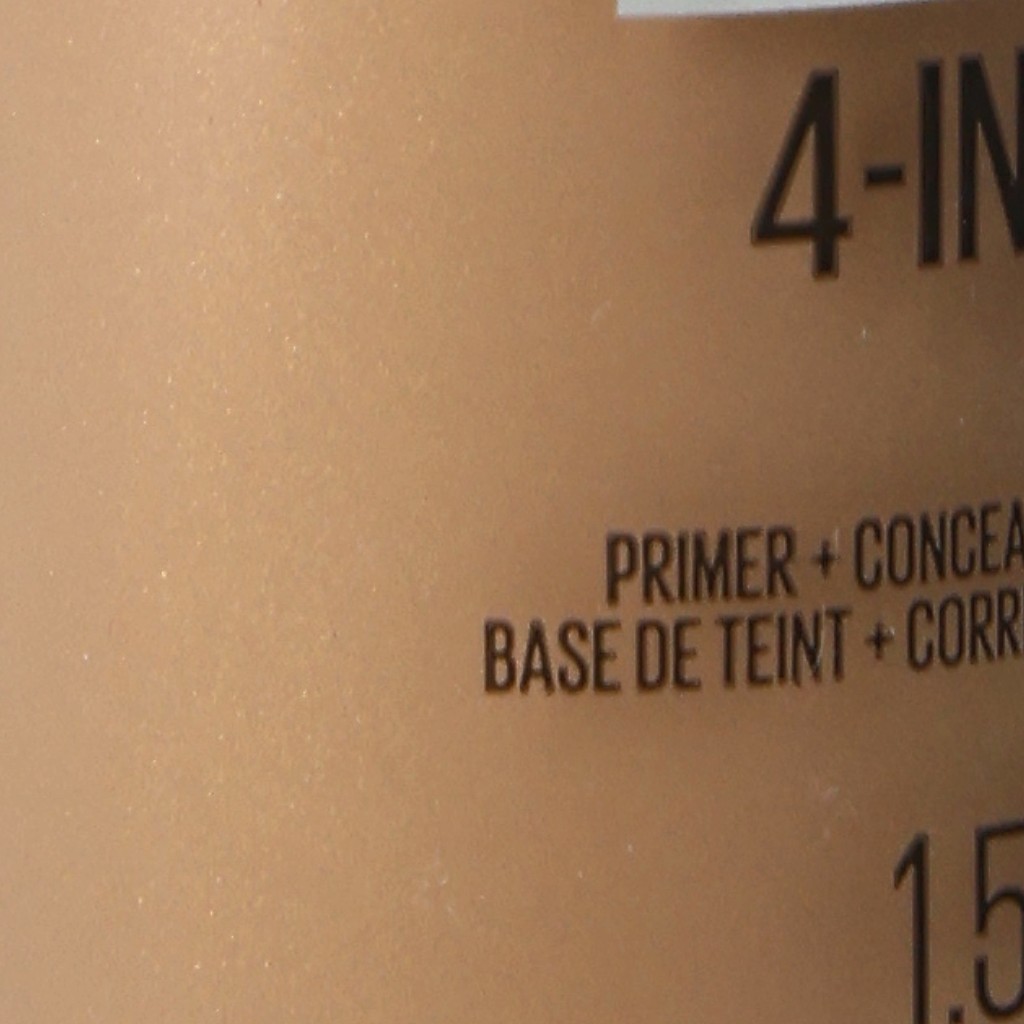 4-IN
PRIMER + CONCEA
BASE DE TEINT + CORR
1.5